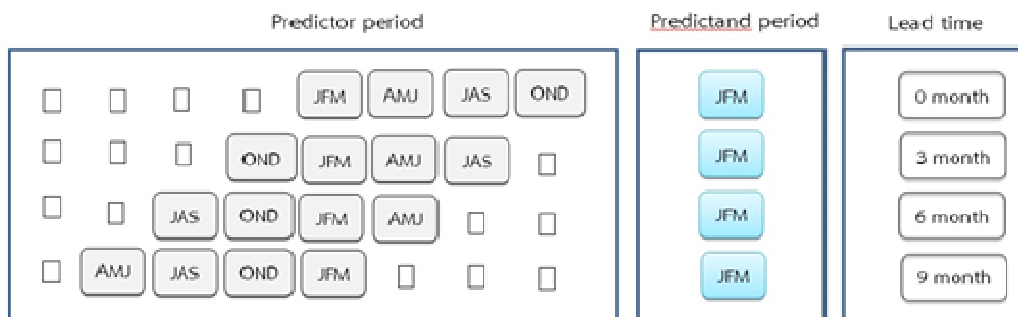 Predictor period Predictand period Lead time
JFM AMJ JAS OND JFM 0 month
OND JFM AMJ JAS JFM 3 month
JAS OND JFM AMJ JFM 6 month
AMJ JAS OND JFM JFM 9 month